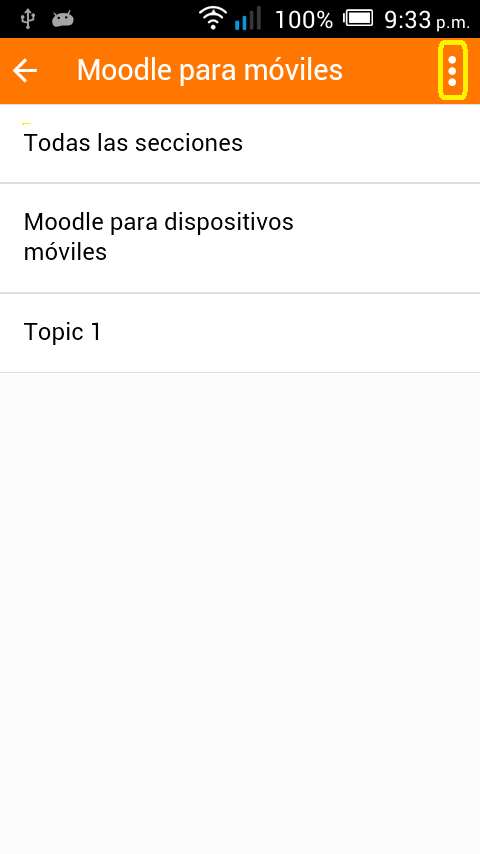 100% 9:33 p.m.
Moodle para móviles
Todas las secciones
Moodle para dispositivos
móviles
Topic 1